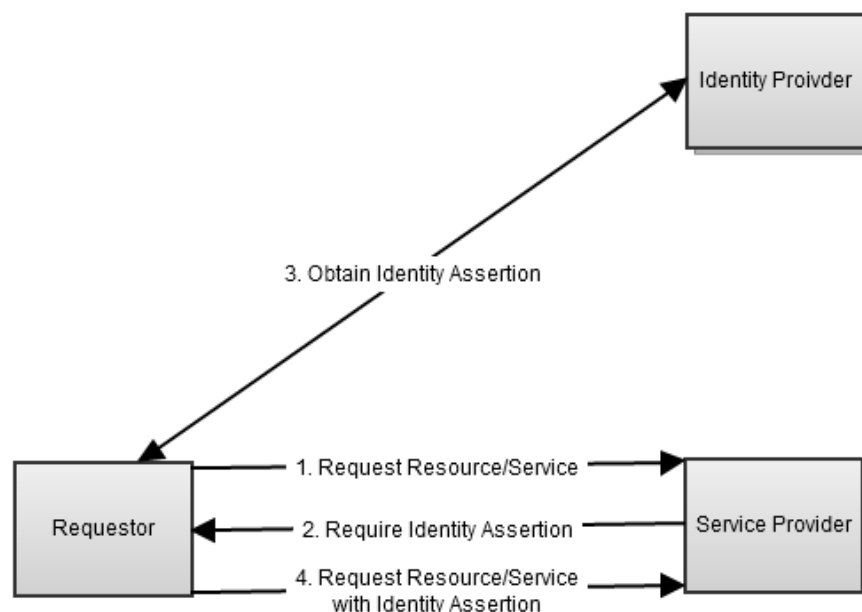 Identity Proivder
3. Obtain Identity Assertion
1. Request Resource/Service
Requestor
2. Require Identity Assertion
Service Provider
4. Request Resource/Service
with Identity Assertion